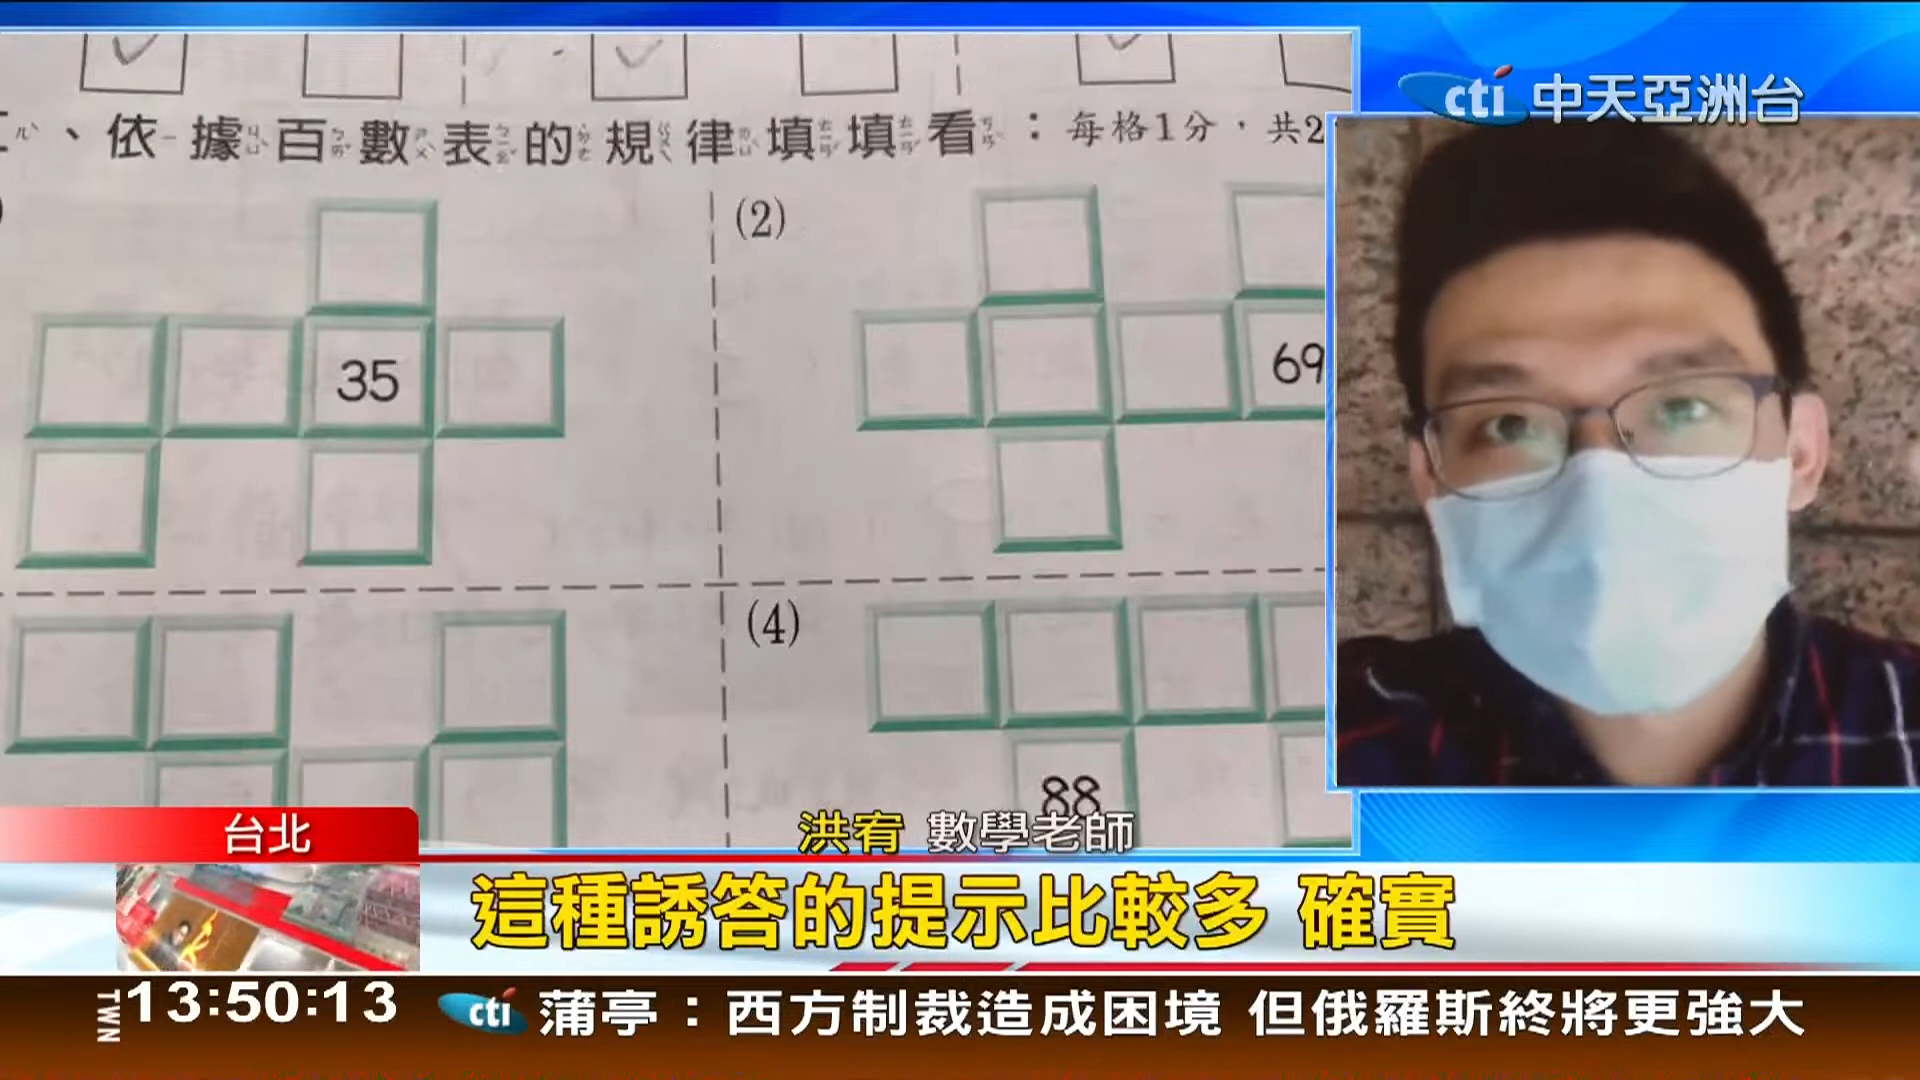 cti 中天亞洲台
二、依據百數表的規律填填看：每格1分，共2
(2)
35
69
(4)
88
台北
洪宥 數學老師
這種誘答的提示比較多 確實
TWN 13:50:13
cti 蒲亭：西方制裁造成困境 但俄羅斯終將更強大